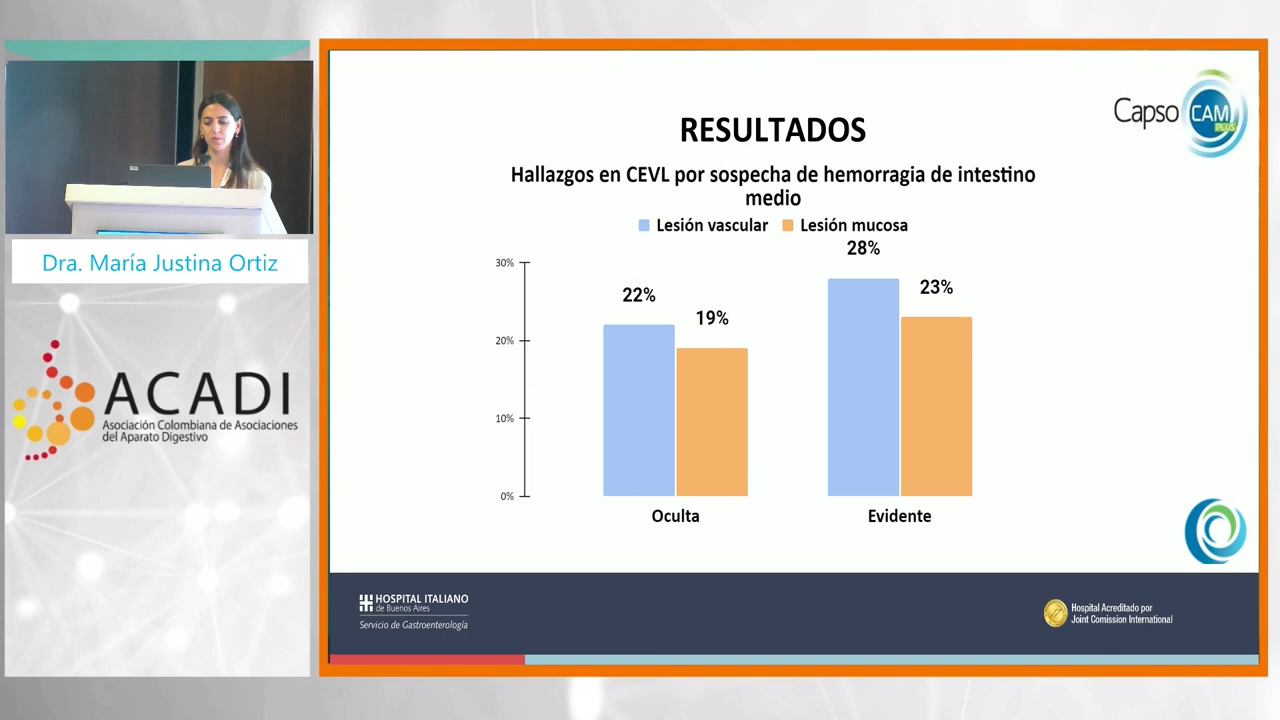 Dra. María Justina Ortiz
ACADI
Asociación Colombiana de Asociaciones
del Aparato Digestivo
Capso
CAM
PLUS
RESULTADOS
Hallazgos en CEVL por sospecha de hemorragia de intestino
medio
Lesión vascular
Lesión mucosa
30%
20%
10%
0%
22%
19%
28%
23%
Oculta
Evidente
HOSPITAL ITALIANO
de Buenos Aires
Servicio de Gastroenterología
Hospital Acreditado por
Joint Comission International